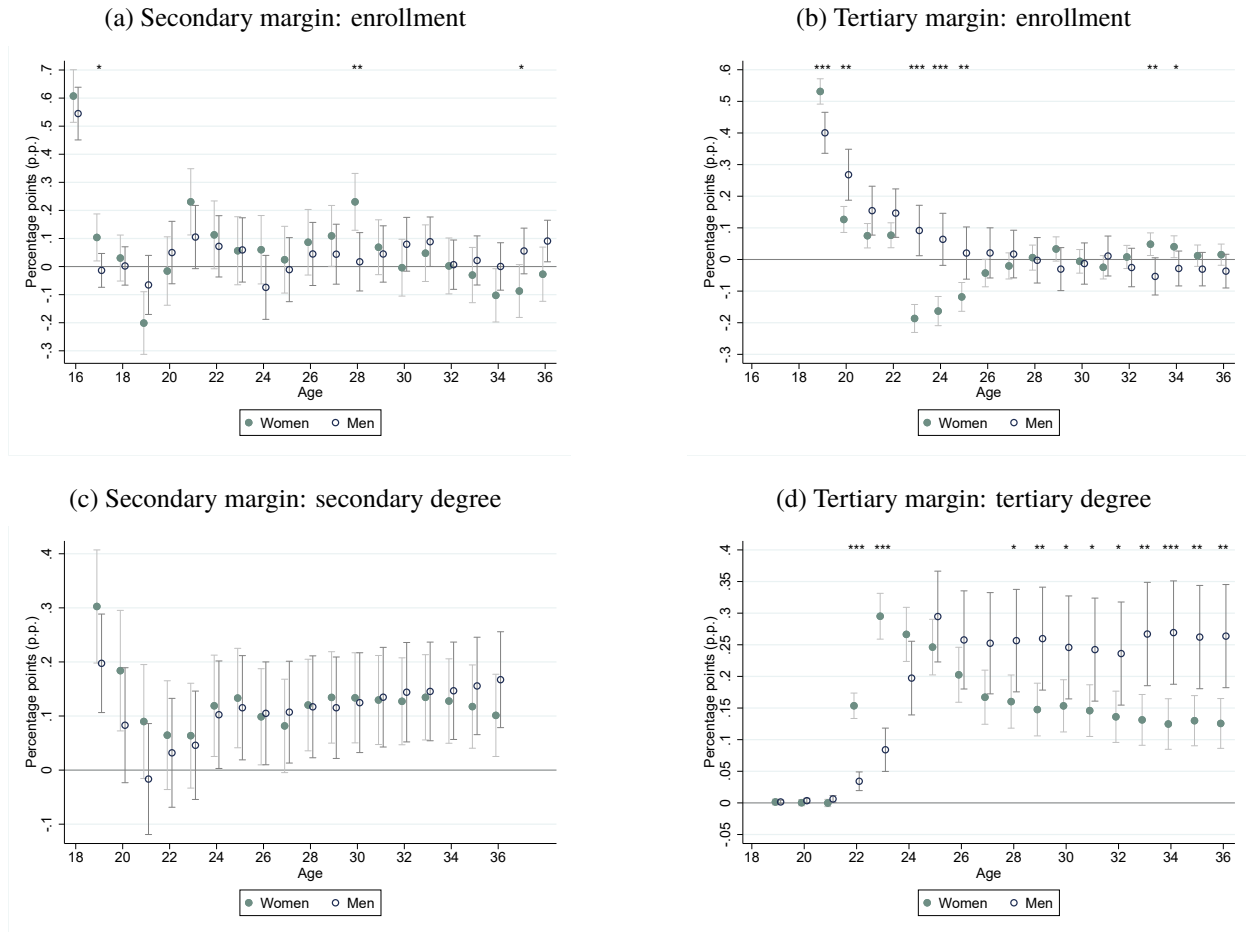 (a) Secondary margin: enrollment
* ** *
.7
.6
.5
.4
.3
.2
.1
0
-.1
-.2
-.3
Percentage points (p.p.)
16 18 20 22 24 26 28 30 32 34 36
Age
Women Men
(b) Tertiary margin: enrollment
*** ** *** *** ** ** *
.6
.5
.4
.3
.2
.1
0
-.1
-.2
-.3
Percentage points (p.p.)
16 18 20 22 24 26 28 30 32 34 36
Age
Women Men
(c) Secondary margin: secondary degree
.4
.3
.2
.1
0
-.1
Percentage points (p.p.)
18 20 22 24 26 28 30 32 34 36
Age
Women Men
(d) Tertiary margin: tertiary degree
*** *** * ** * * * ** *** ** **
.4
.35
.3
.25
.2
.15
.1
.05
0
-.05
Percentage points (p.p.)
18 20 22 24 26 28 30 32 34 36
Age
Women Men